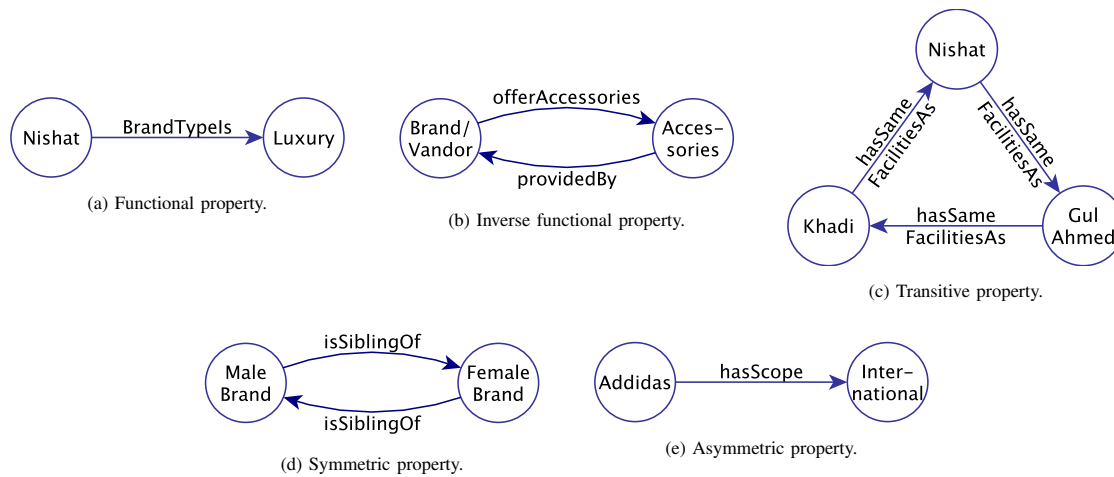 Nishat
BrandTypeIs
Luxury
(a) Functional property.
Brand/
Vandor
offerAccessories
providedBy
Acces-
sories
(b) Inverse functional property.
Nishat
hasSame
FacilitiesAs
hasSame
FacilitiesAs
Khadi
hasSame
FacilitiesAs
Gul
Ahmed
(c) Transitive property.
Male
Brand
isSiblingOf
isSiblingOf
Female
Brand
(d) Symmetric property.
Addidas
hasScope
Inter-
national
(e) Asymmetric property.